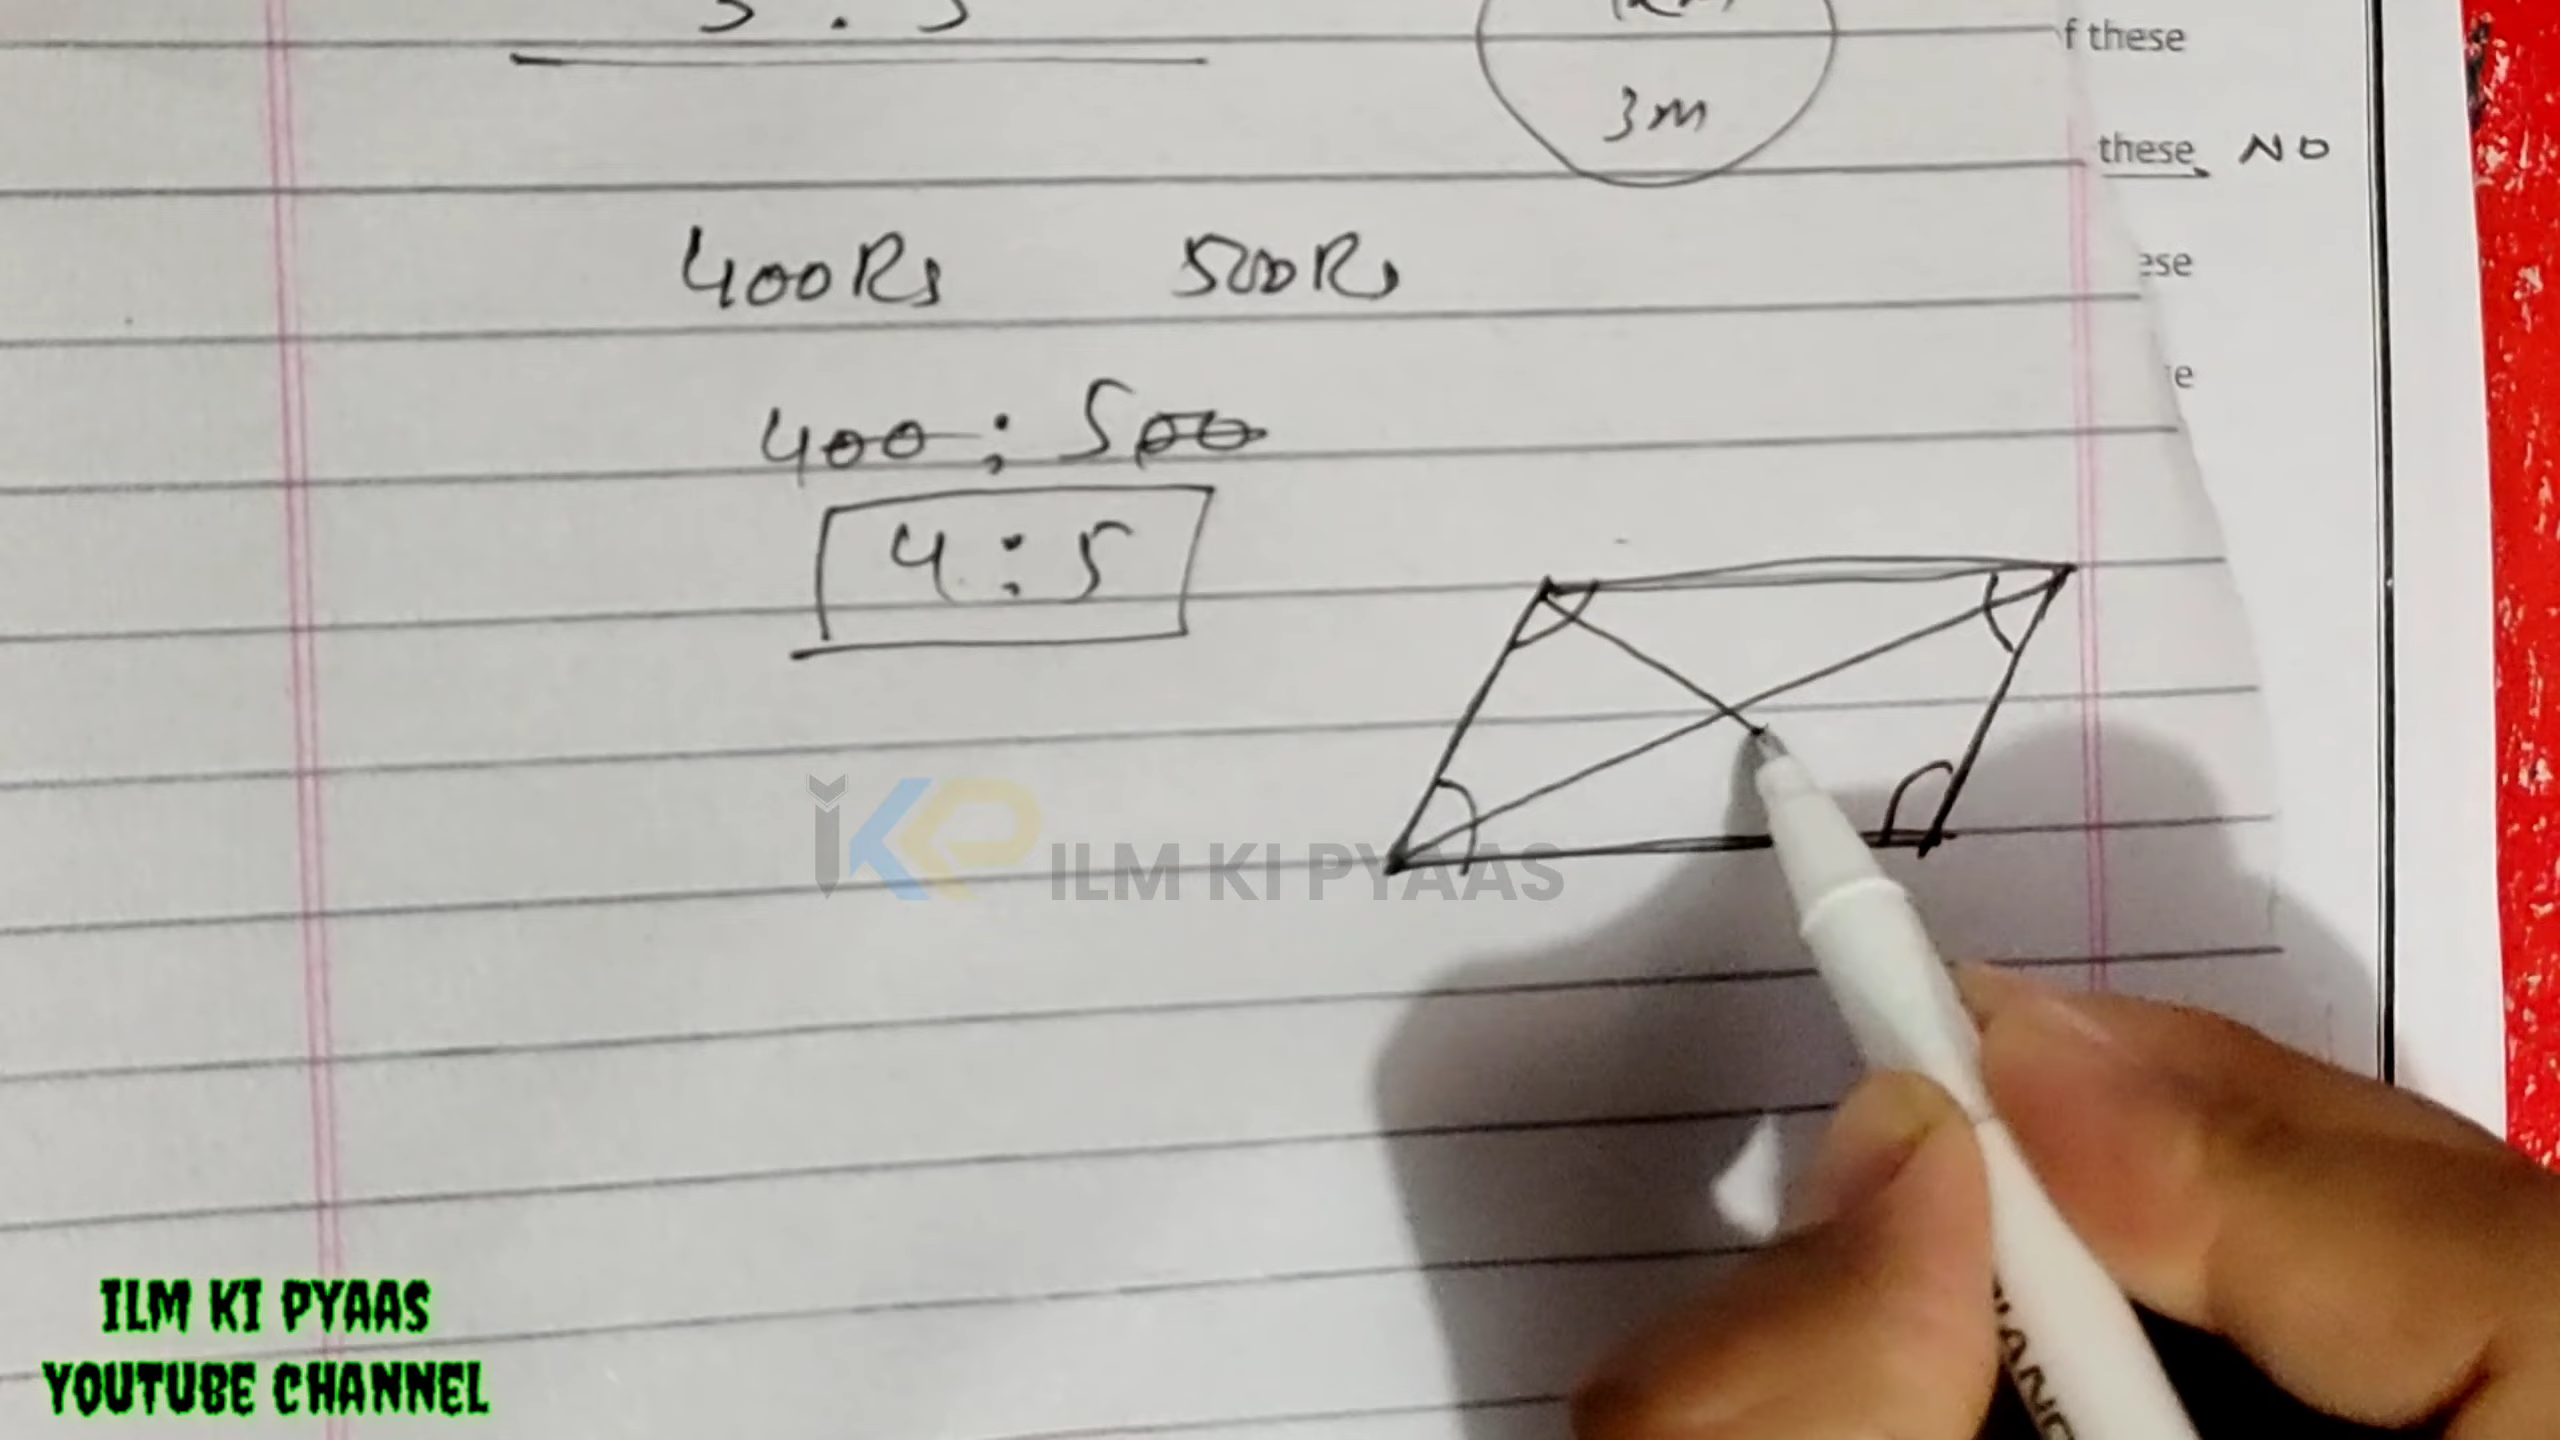 3m
f these
these NO
ese
e
400Rs 500Rs
400 : 500
4 : 5
ILM KI PYAAS
ILM KI PYAAS
YOUTUBE CHANNEL